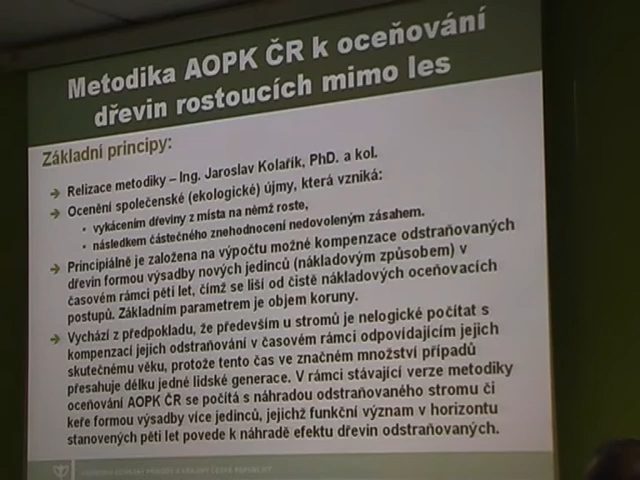 Metodika AOPK ČR k oceňování
dřevin rostoucích mimo les
Základní principy:
Relizace metodiky – Ing. Jaroslav Kolařík, PhD. a kol.
Ocenění společenské (ekologické) újmy, která vzniká:
• vykácením dřeviny z místa na němž roste,
• následkem částečného znehodnocení nedovoleným zásahem.
Principiálně je založena na výpočtu možné kompenzace odstraňovaných
dřevin formou výsadby nových jedinců (nákladovým způsobem) v
časovém rámci pěti let, čímž se liší od čistě nákladových oceňovacích
postupů. Základním parametrem je objem koruny.
Vychází z předpokladu, že především u stromů je nelogické počítat s
kompenzací jejich odstraňování v časovém rámci odpovídajícím jejich
skutečnému věku, protože tento čas ve značném množství případů
přesahuje délku jedné lidské generace. V rámci stávající verze metodiky
oceňování AOPK ČR se počítá s náhradou odstraňovaného stromu či
keře formou výsadby více jedinců, jejichž funkční význam v horizontu
stanovených pěti let povede k náhradě efektu dřevin odstraňovaných.